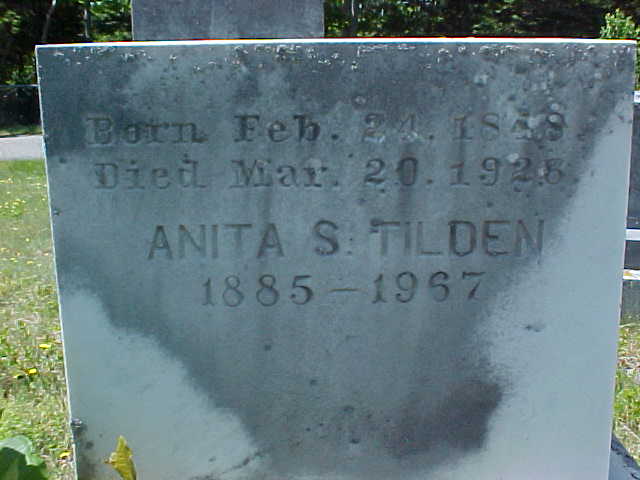 Born Feb. 24. 1848.
Died Mar. 20. 1928
ANITA S. TILDEN
1885-1967